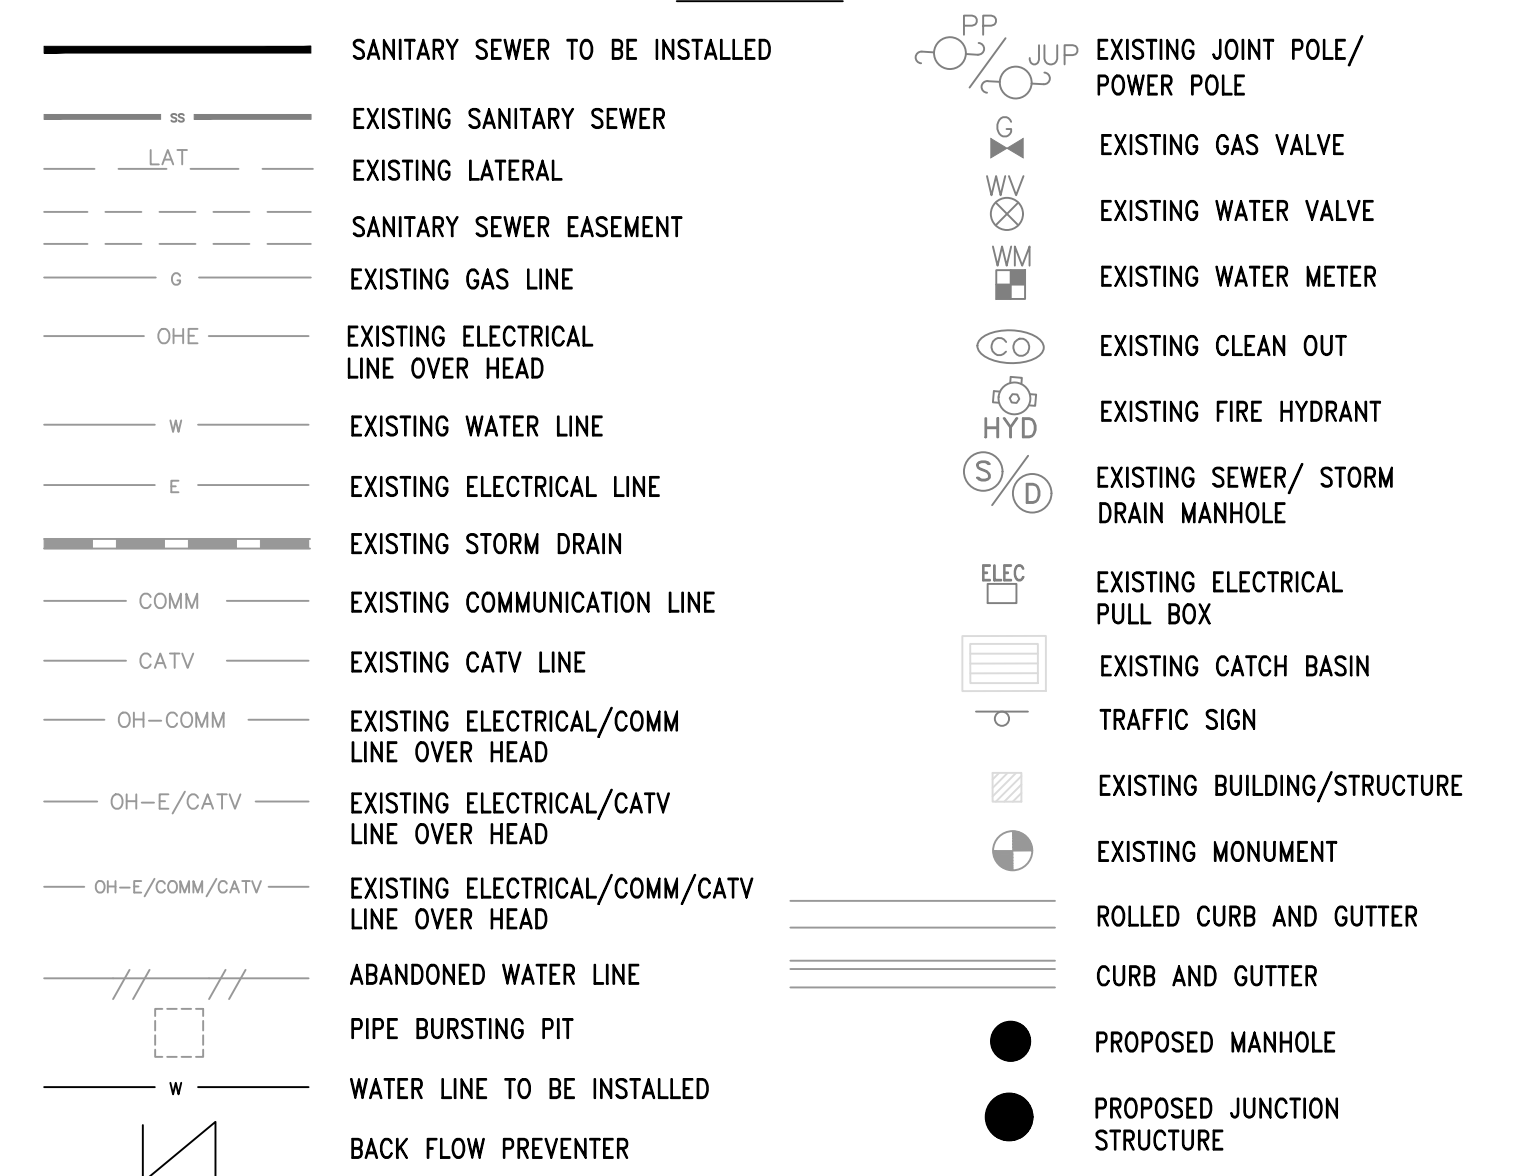 SANITARY SEWER TO BE INSTALLED
SS EXISTING SANITARY SEWER
LAT EXISTING LATERAL
SANITARY SEWER EASEMENT
G EXISTING GAS LINE
OHE EXISTING ELECTRICAL
LINE OVER HEAD
W EXISTING WATER LINE
E EXISTING ELECTRICAL LINE
EXISTING STORM DRAIN
COMM EXISTING COMMUNICATION LINE
CATV EXISTING CATV LINE
OH-COMM EXISTING ELECTRICAL/COMM
LINE OVER HEAD
OH-E/CATV EXISTING ELECTRICAL/CATV
LINE OVER HEAD
OH-E/COMM/CATV EXISTING ELECTRICAL/COMM/CATV
LINE OVER HEAD
ABANDONED WATER LINE
PIPE BURSTING PIT
W WATER LINE TO BE INSTALLED
BACK FLOW PREVENTER
PP
JUP EXISTING JOINT POLE/
POWER POLE
G
EXISTING GAS VALVE
WV
EXISTING WATER VALVE
WM
EXISTING WATER METER
CO EXISTING CLEAN OUT
EXISTING FIRE HYDRANT
HYD
S/D EXISTING SEWER/ STORM
DRAIN MANHOLE
ELEC
EXISTING ELECTRICAL
PULL BOX
EXISTING CATCH BASIN
TRAFFIC SIGN
EXISTING BUILDING/STRUCTURE
EXISTING MONUMENT
ROLLED CURB AND GUTTER
CURB AND GUTTER
PROPOSED MANHOLE
PROPOSED JUNCTION
STRUCTURE